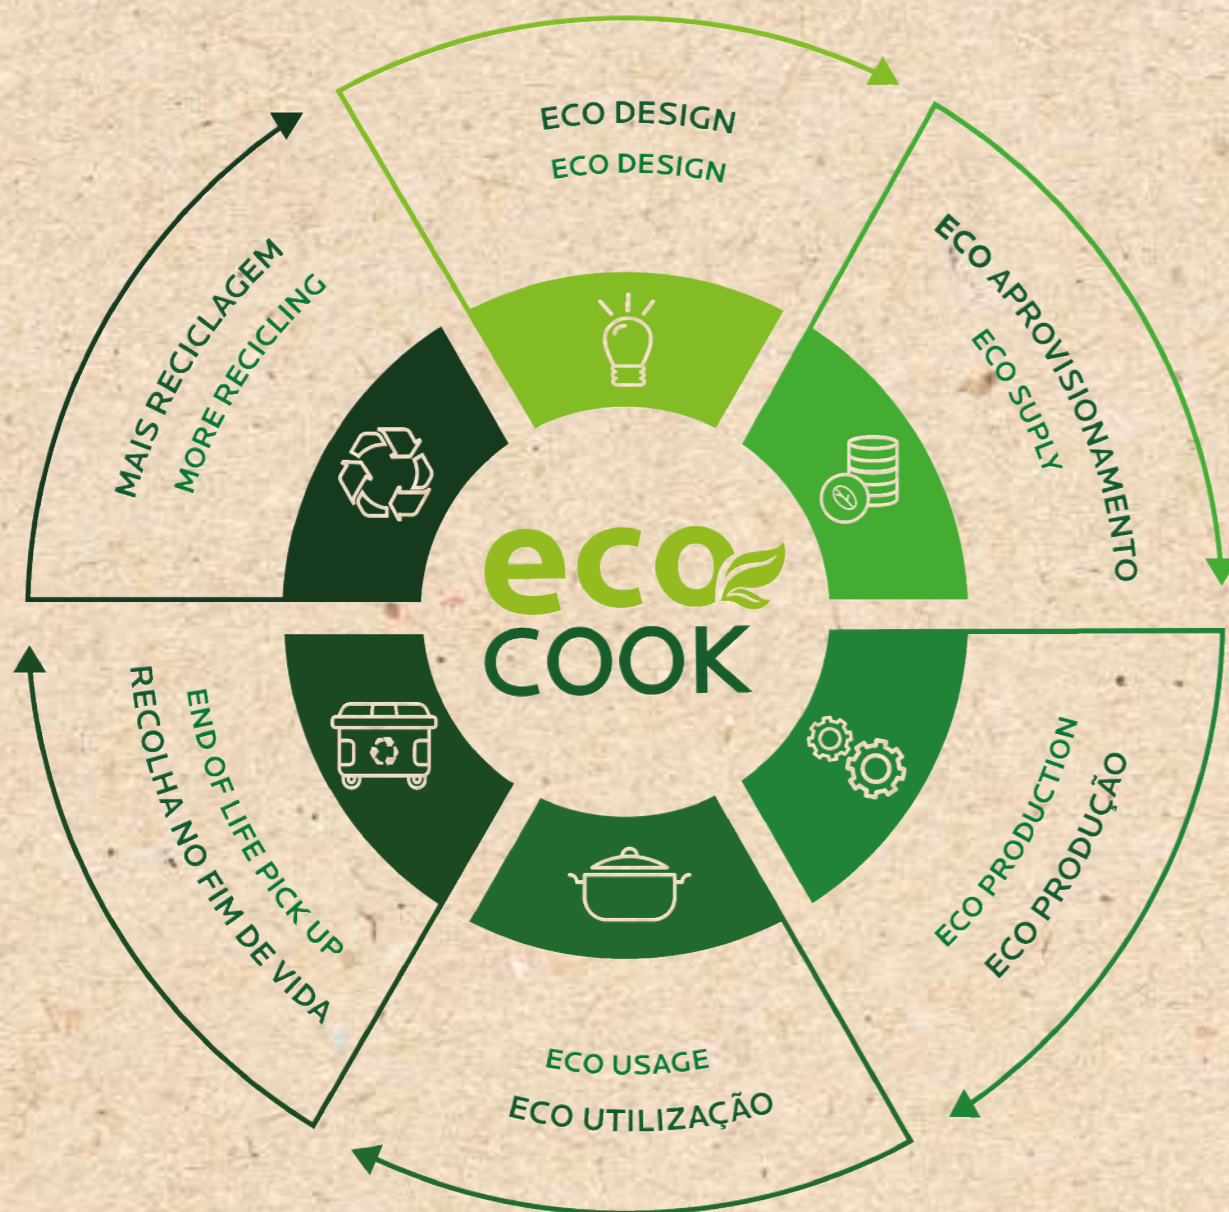 ECO DESIGN
ECO DESIGN
ECO APROVISIONAMENTO
ECO SUPLY
ECO PRODUCTION
ECO PRODUÇÃO
ECO USAGE
ECO UTILIZAÇÃO
END OF LIFE PICK UP
RECOLHA NO FIM DE VIDA
MAIS RECICLAGEM
MORE RECICLING
eco
COOK